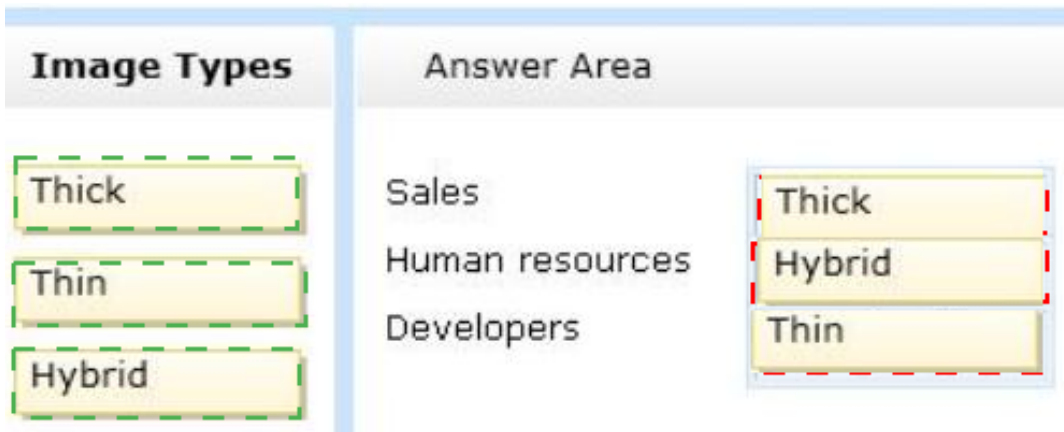 Image Types
Answer Area
Thick
Thin
Hybrid
Sales
Thick
Human resources
Hybrid
Developers
Thin